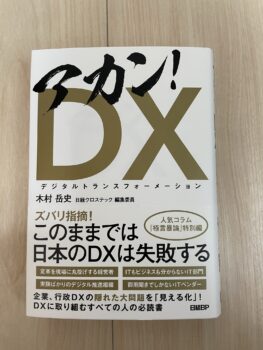 アカン!
DX
デジタルトランスフォーメーション
木村 岳史 日経クロステック 編集委員
人気コラム
「極言暴論」特別編
ズバリ指摘!
このままでは
日本のDXは失敗する
変革を現場に丸投げする経営者
ITもビジネスも分からないIT部門
実験ばかりのデジタル推進組織
御用聞きでしかないITベンダー
企業、行政DXの隠れた大問題を「見える化」!
DXに取り組むすべての人の必読書
日経BP